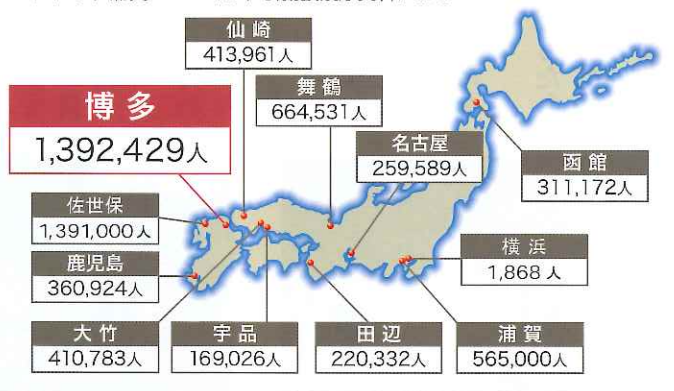 仙崎
413,961人
舞鶴
664,531人
博多
1,392,429人
名古屋
259,589人
函館
311,172人
佐世保
1,391,000人
鹿児島
360,924人
横浜
1,868人
大竹
410,783人
宇品
169,026人
田辺
220,332人
浦賀
565,000人